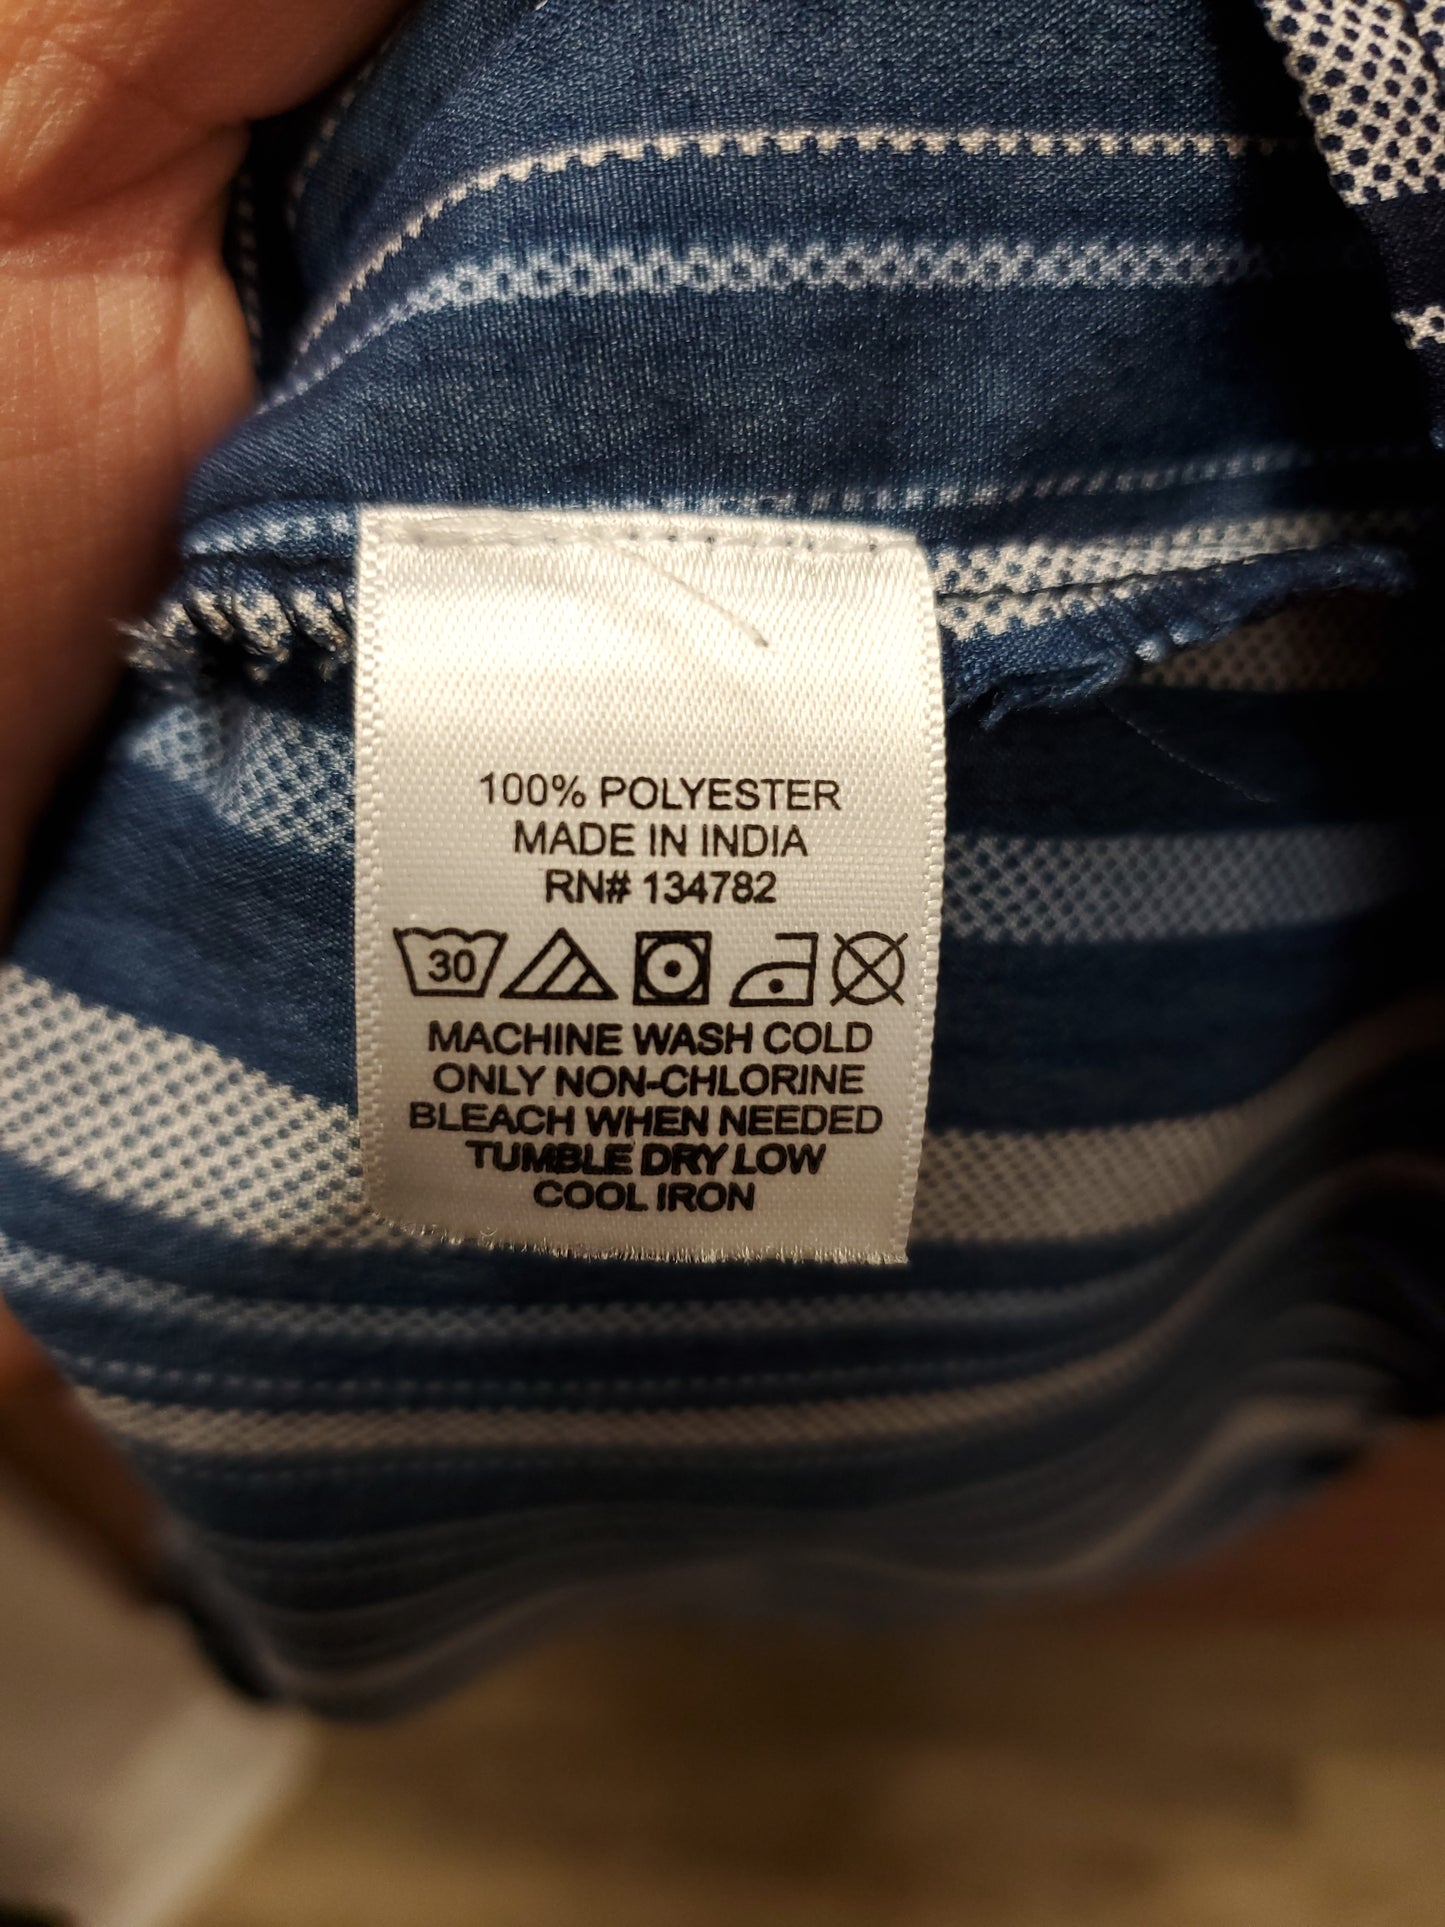 100% POLYESTER
MADE IN INDIA
RN# 134782
30
MACHINE WASH COLD
ONLY NON-CHLORINE
BLEACH WHEN NEEDED
TUMBLE DRY LOW
COOL IRON